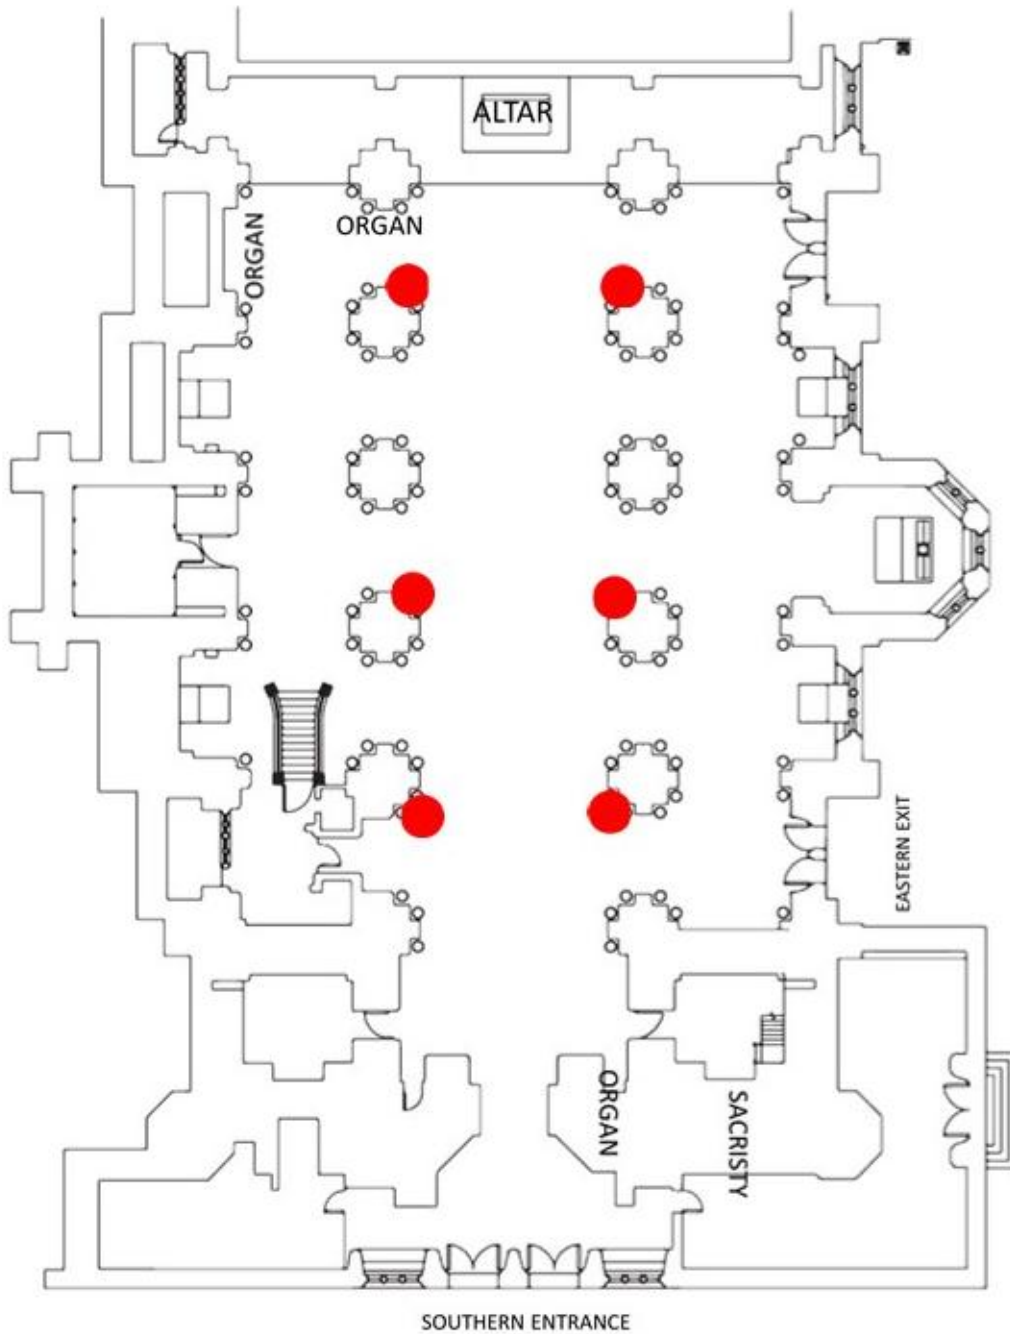 ALTAR
ORGAN
ORGAN
EASTERN EXIT
ORGAN
SACRISTY
SOUTHERN ENTRANCE